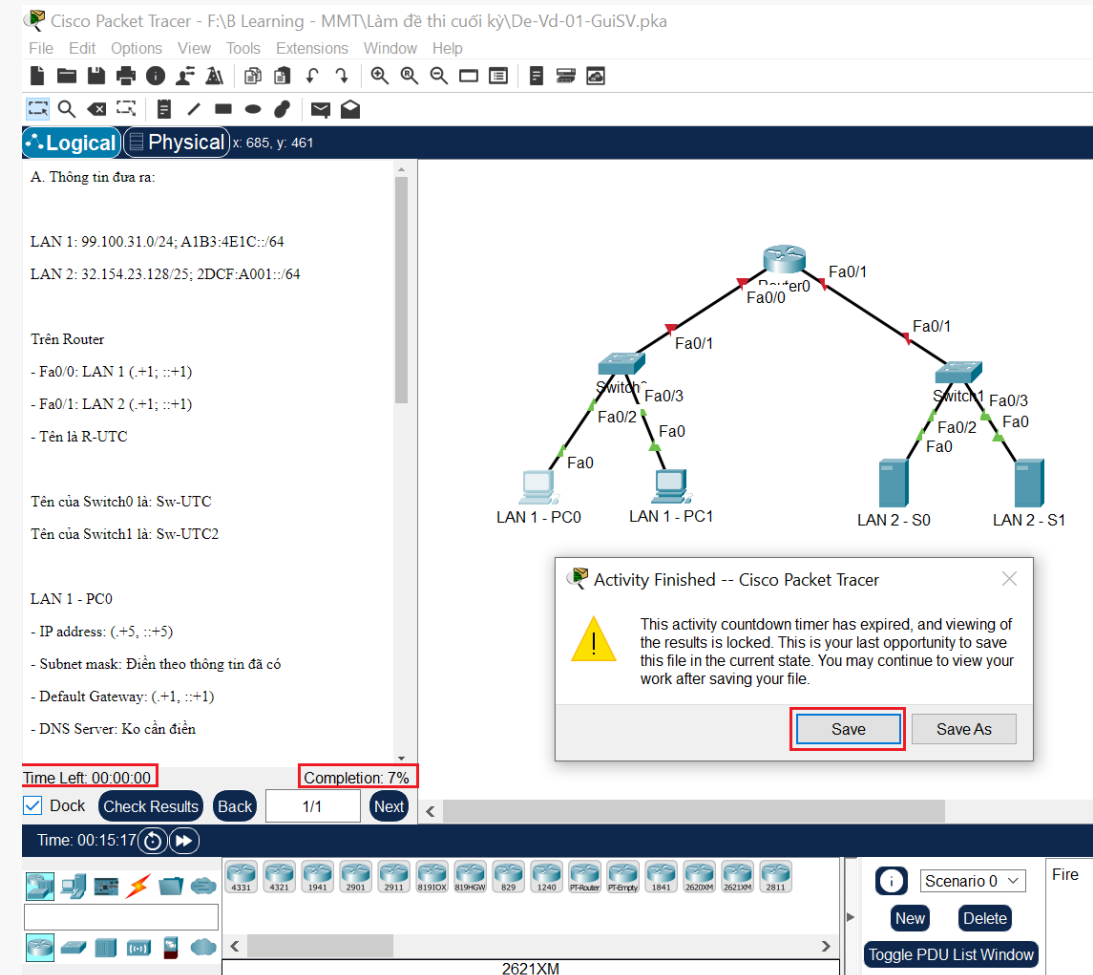 Cisco Packet Tracer - F:\B Learning - MMT\Làm đề thi cuối kỳ\De-Vd-01-GuiSV.pka
File Edit Options View Tools Extensions Window Help
Logical Physical x: 685, y: 461
A. Thông tin đưa ra:
LAN 1: 99.100.31.0/24; A1B3:4E1C::/64
LAN 2: 32.154.23.128/25; 2DCF:A001::/64
Trên Router
- Fa0/0: LAN 1 (.+1; ::+1)
- Fa0/1: LAN 2 (.+1; ::+1)
- Tên là R-UTC
Tên của Switch0 là: Sw-UTC
Tên của Switch1 là: Sw-UTC2
LAN 1 - PC0
- IP address: (.+5, ::+5)
- Subnet mask: Điền theo thông tin đã có
- Default Gateway: (.+1, ::+1)
- DNS Server: Ko cần điền
Time Left: 00:00:00 Completion: 7%
Dock Check Results Back 1/1 Next
Fa0/1
Router0
Fa0/0
Fa0/1
Fa0/1
Fa0/3
Switch1 Fa0/3
Fa0/2
Fa0/2
Fa0
Fa0
Fa0
Fa0
LAN 1 - PC0
LAN 1 - PC1
LAN 2 - S0
LAN 2 - S1
Activity Finished -- Cisco Packet Tracer
This activity countdown timer has expired, and viewing of
the results is locked. This is your last opportunity to save
this file in the current state. You may continue to view your
work after saving your file.
Save Save As
Time: 00:15:17
4331 4321 1941 2901 2911 819IOX 819HGW 829 1240 PT-Router PT-Empty 1841 2620XM 2621XM 2811
2621XM
Scenario 0
Fire
New Delete
Toggle PDU List Window